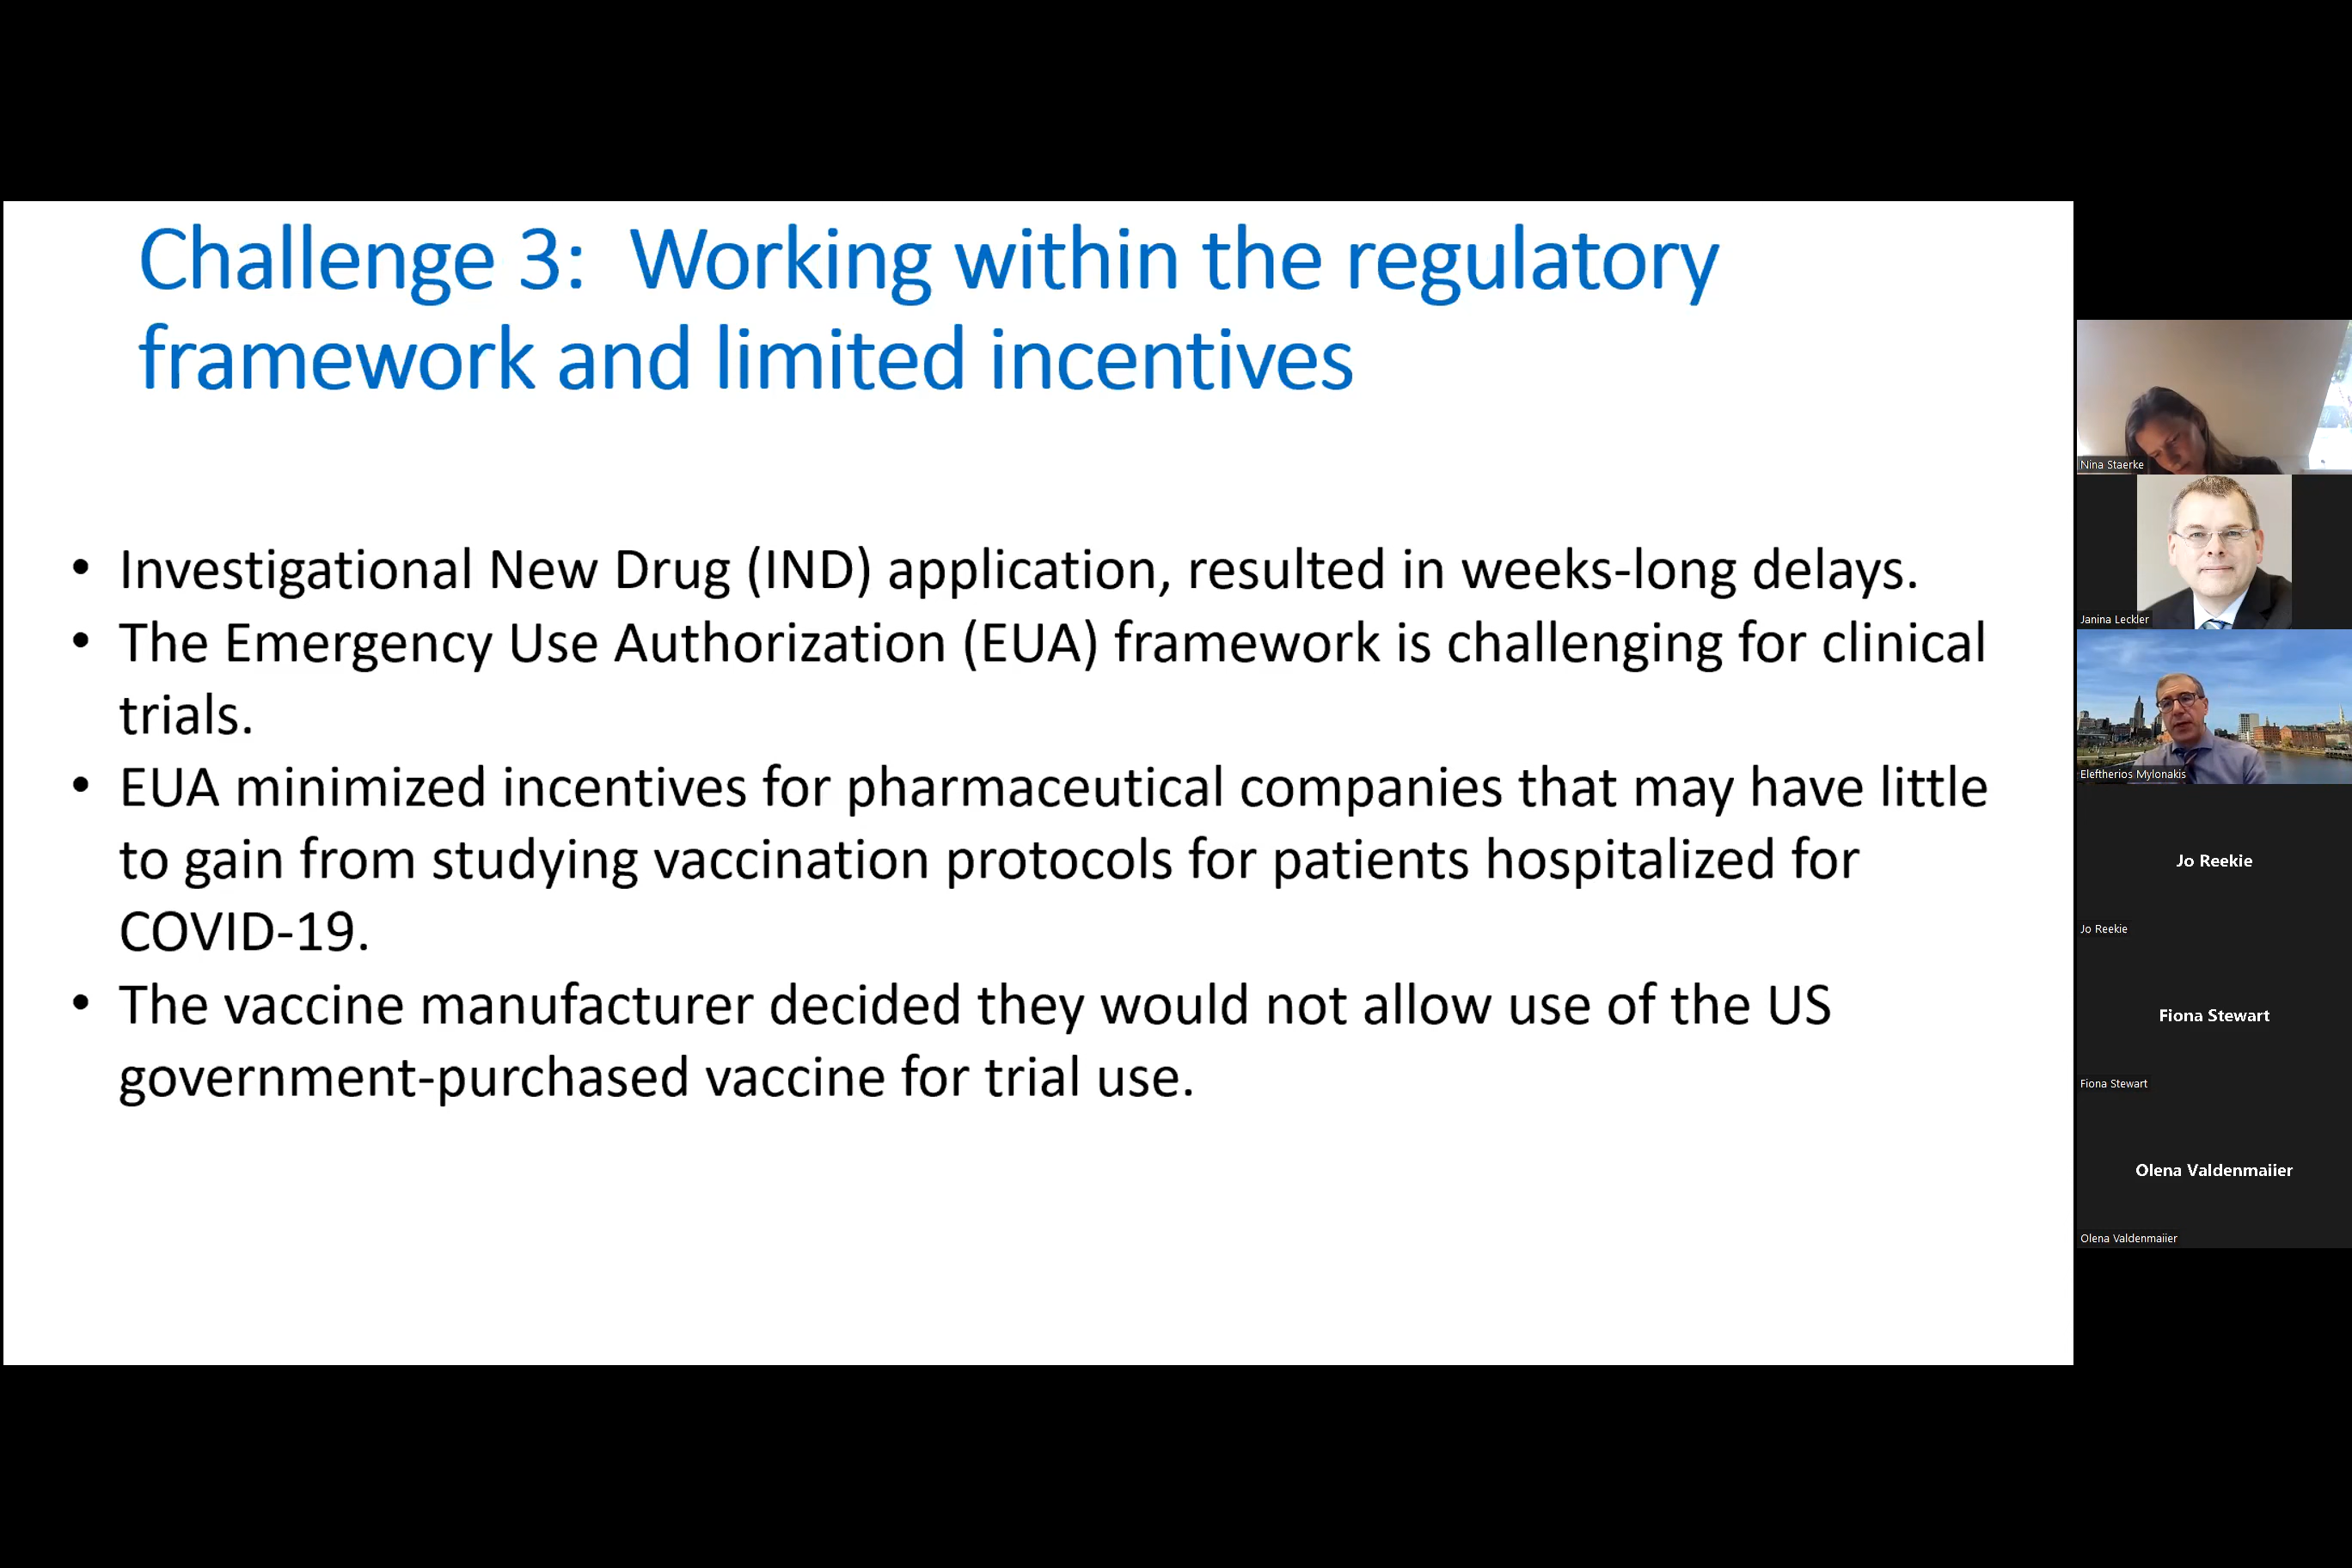 Challenge 3:  Working within the regulatory
framework and limited incentives
• Investigational New Drug (IND) application, resulted in weeks-long delays.
• The Emergency Use Authorization (EUA) framework is challenging for clinical
trials.
• EUA minimized incentives for pharmaceutical companies that may have little
to gain from studying vaccination protocols for patients hospitalized for
COVID-19.
• The vaccine manufacturer decided they would not allow use of the US
government-purchased vaccine for trial use.
Nina Staerke
Janina Leckler
Eleftherios Mylonakis
Jo Reekie
Jo Reekie
Fiona Stewart
Fiona Stewart
Olena Valdenmaiier
Olena Valdenmaiier